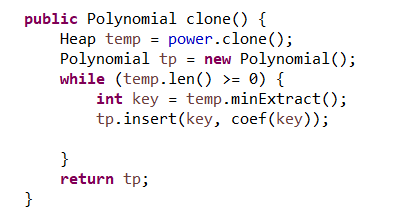 public Polynomial clone() {
    Heap temp = power.clone();
    Polynomial tp = new Polynomial();
    while (temp.len() >= 0) {
        int key = temp.minExtract();
        tp.insert(key, coef(key));

    }
    return tp;
}